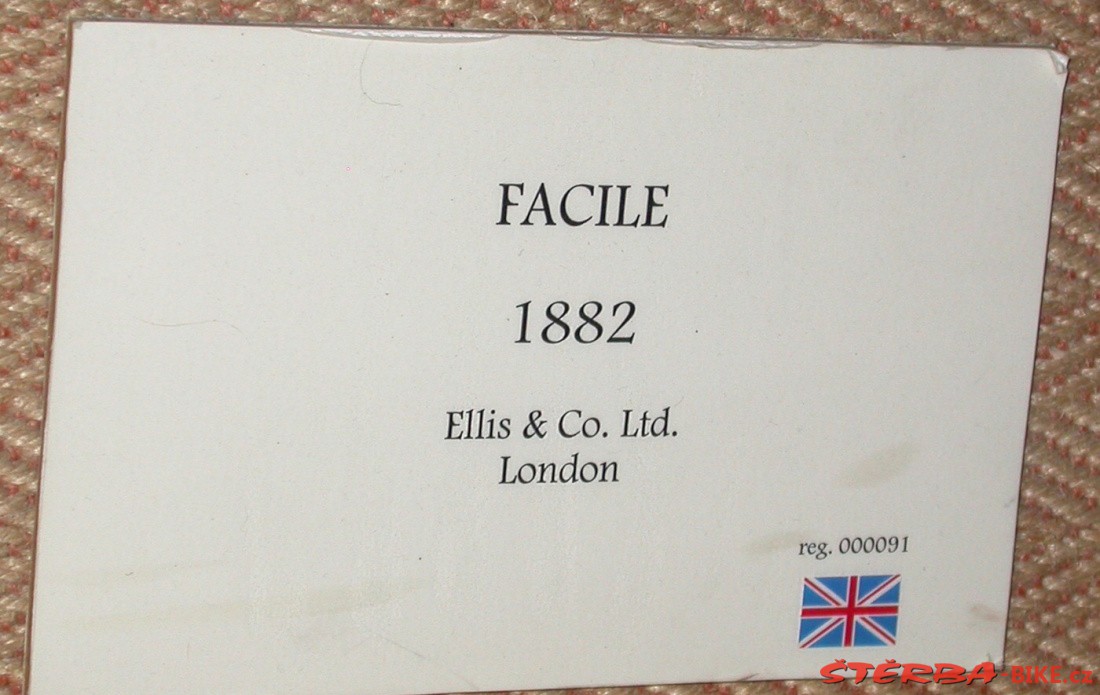 FACILE
1882
Ellis & Co. Ltd.
London
reg. 000091
ŠTĚRBA-BIKE.cz